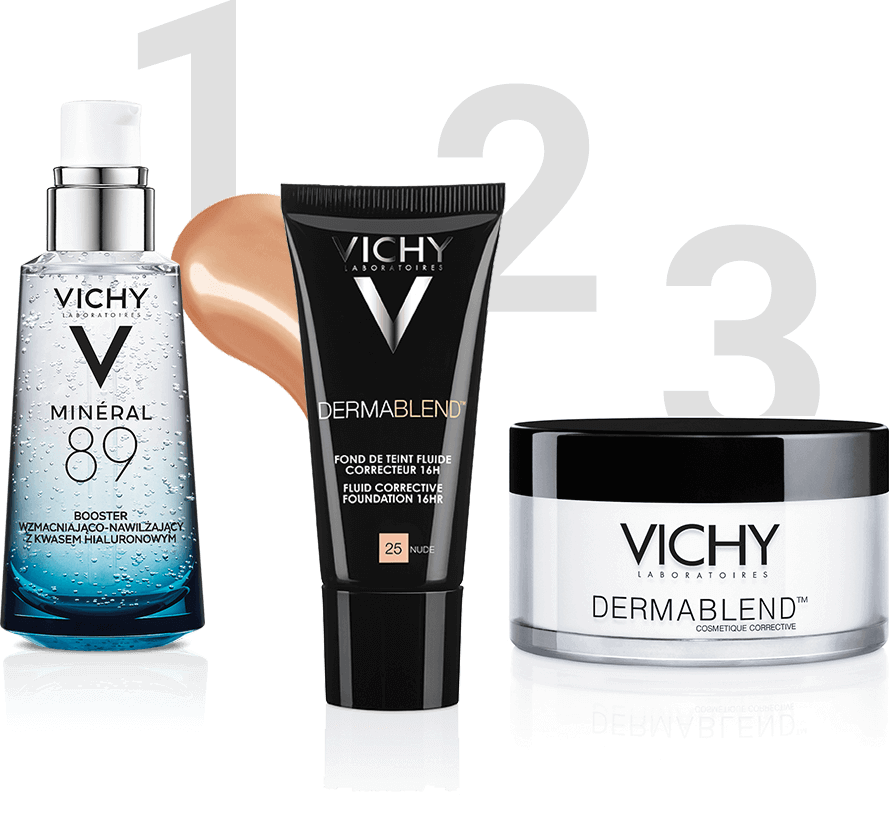 1
2
3
VICHY
LABORATOIRES
V
MINÉRAL
89
BOOSTER
WZMACNIAJĄCO-NAWILŻAJĄCY
Z KWASEM HIALURONOWYM
VICHY
LABORATOIRES
V
DERMABLEND™
FOND DE TEINT FLUIDE
CORRECTEUR 16H
FLUID CORRECTIVE
FOUNDATION 16HR
25 NUDE
VICHY
LABORATOIRES
DERMABLEND™
COSMETIQUE CORRECTIVE